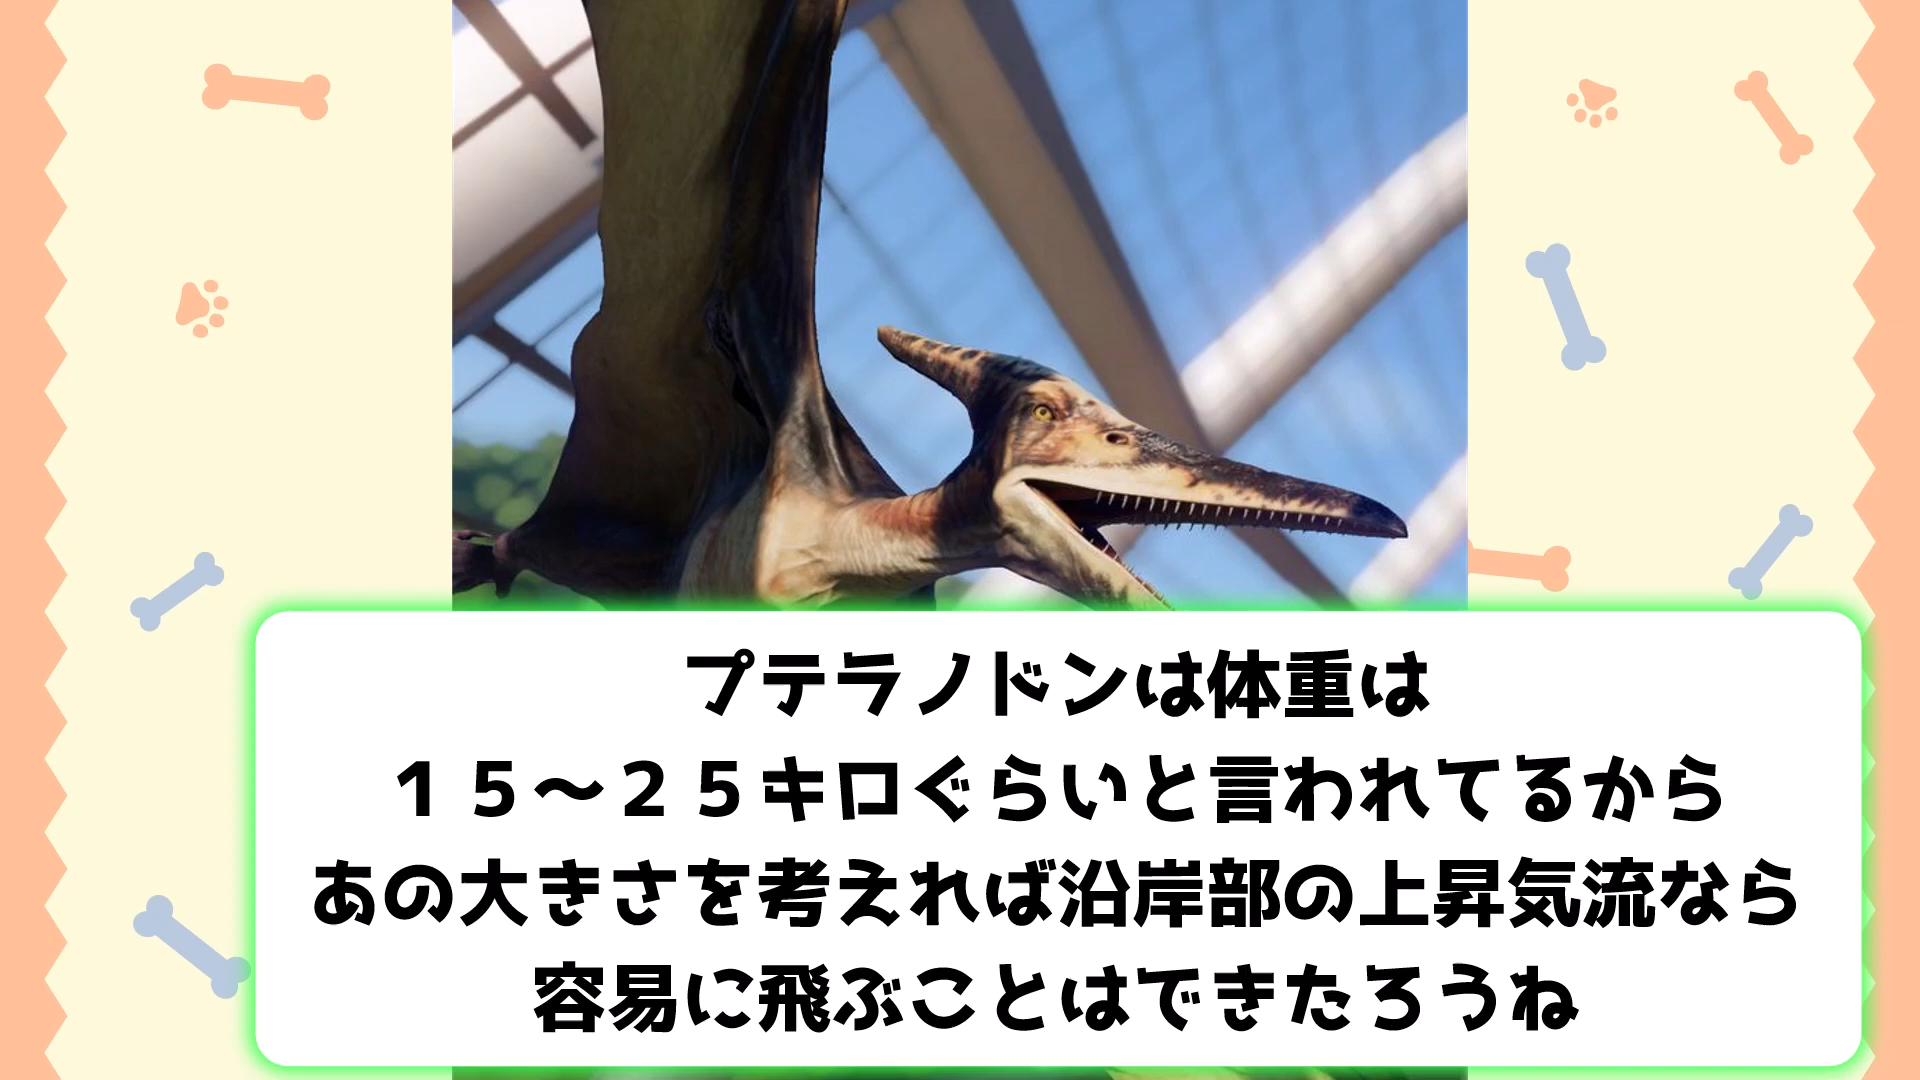 プテラノドンは体重は
１５〜２５キログらいと言われてるから
あの大きさを考えれば沿岸部の上昇気流なら
容易に飛ぶことはできたろうね